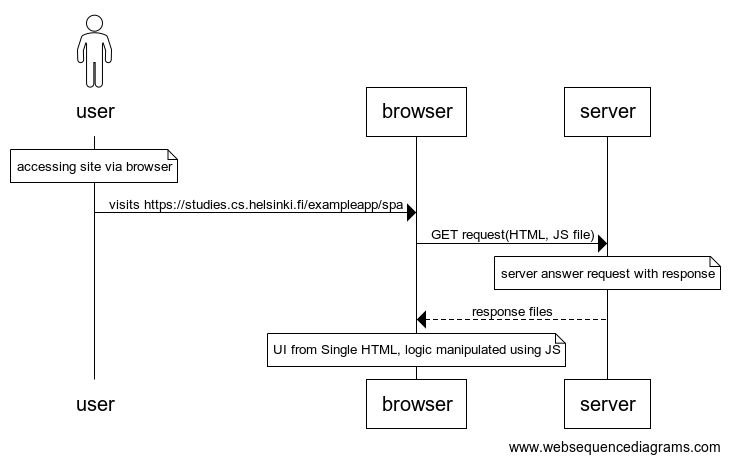 user
browser
server
accessing site via browser
visits https://studies.cs.helsinki.fi/exampleapp/spa
GET request(HTML, JS file)
server answer request with response
response files
UI from Single HTML, logic manipulated using JS
user
browser
server
www.websequencediagrams.com